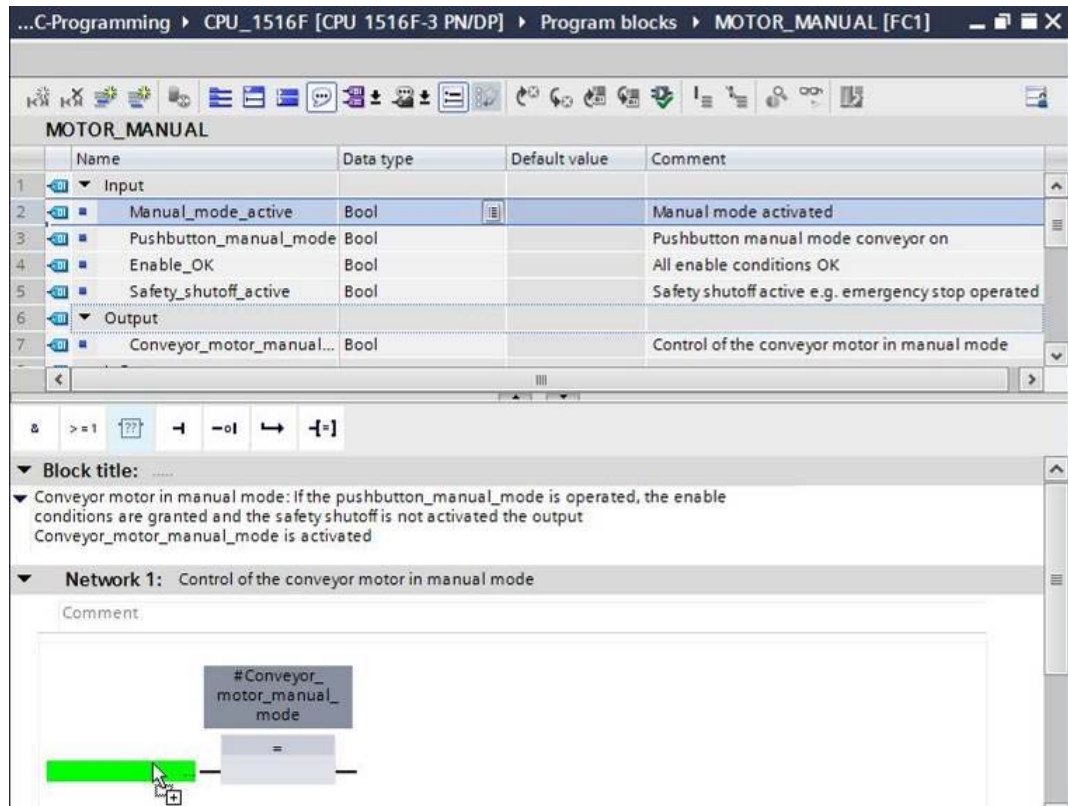 ...C-Programming ▸ CPU_1516F [CPU 1516F-3 PN/DP] ▸ Program blocks ▸ MOTOR_MANUAL [FC1]
MOTOR_MANUAL
Name Data type Default value Comment
1 Input
2 Manual_mode_active Bool Manual mode activated
3 Pushbutton_manual_mode Bool Pushbutton manual mode conveyor on
4 Enable_OK Bool All enable conditions OK
5 Safety_shutoff_active Bool Safety shutoff active e.g. emergency stop operated
6 Output
7 Conveyor_motor_manual... Bool Control of the conveyor motor in manual mode
& >=1 ??
Block title: .....
Conveyor motor in manual mode: If the pushbutton_manual_mode is operated, the enable
conditions are granted and the safety shutoff is not activated the output
Conveyor_motor_manual_mode is activated
Network 1: Control of the conveyor motor in manual mode
Comment
#Conveyor_
motor_manual_
mode
=